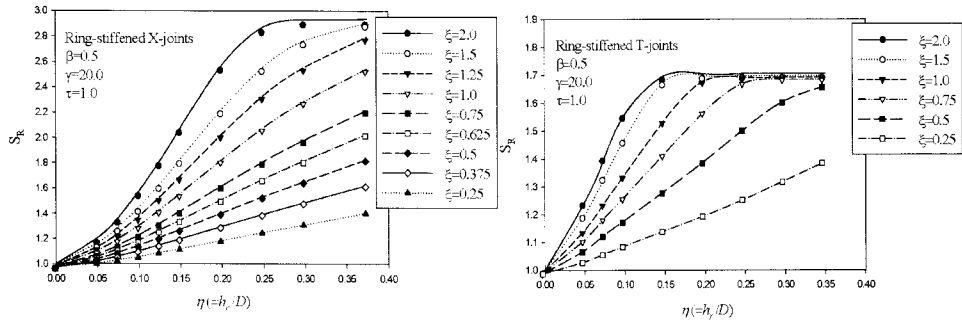 Ring-stiffened X-joints
β=0.5
γ=20.0
τ=1.0
S_R
3.0
2.8
2.6
2.4
2.2
2.0
1.8
1.6
1.4
1.2
1.0
0.00 0.05 0.10 0.15 0.20 0.25 0.30 0.35 0.40
η(=h_r/D)
ξ=2.0
ξ=1.5
ξ=1.25
ξ=1.0
ξ=0.75
ξ=0.625
ξ=0.5
ξ=0.375
ξ=0.25
Ring-stiffened T-joints
β=0.5
γ=20.0
τ=1.0
S_R
2.0
1.9
1.8
1.7
1.6
1.5
1.4
1.3
1.2
1.1
1.0
0.00 0.05 0.10 0.15 0.20 0.25 0.30 0.35 0.40
η(=h_r/D)
ξ=2.0
ξ=1.5
ξ=1.0
ξ=0.75
ξ=0.5
ξ=0.25